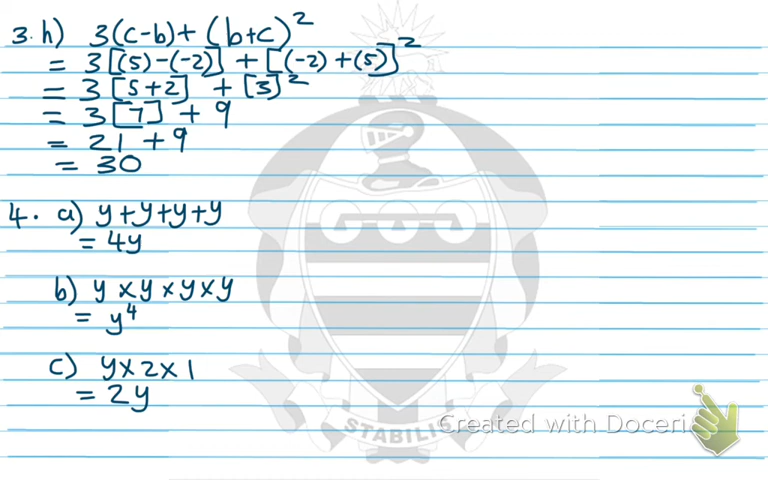 3. h) 3(c-b)+ (b+c)²
= 3[(5)-(-2)] + [(-2) +(5)]²
= 3 [5+2] + [3]²
= 3 [7] + 9
= 21 + 9
= 30
4. a) y+y+y+y
= 4y
b) y × y × y × y
= y⁴
c) y × 2 × 1
= 2y
Created with Doceri
STABILI